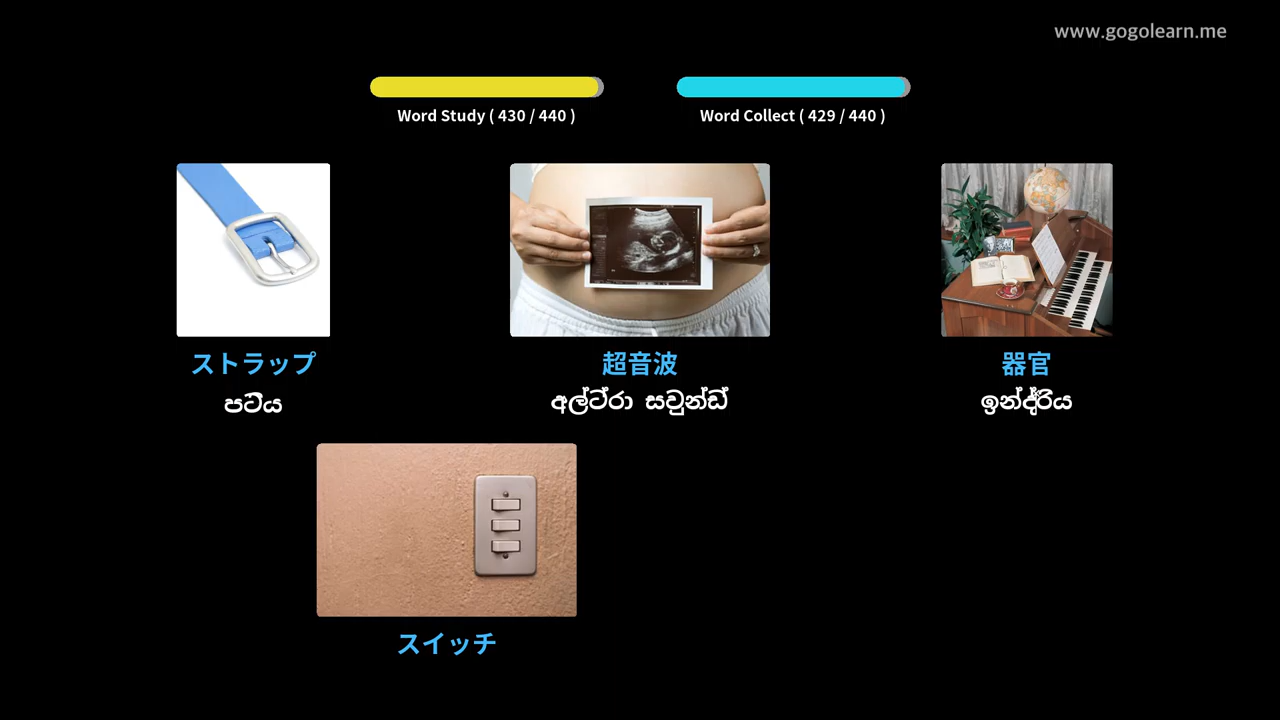 www.gogolearn.me
Word Study ( 430 / 440 )
Word Collect ( 429 / 440 )
ストラップ
පටිය
超音波
අල්ට්රා සවුන්ඩ්
器官
ඉන්ද්රිය
スイッチ